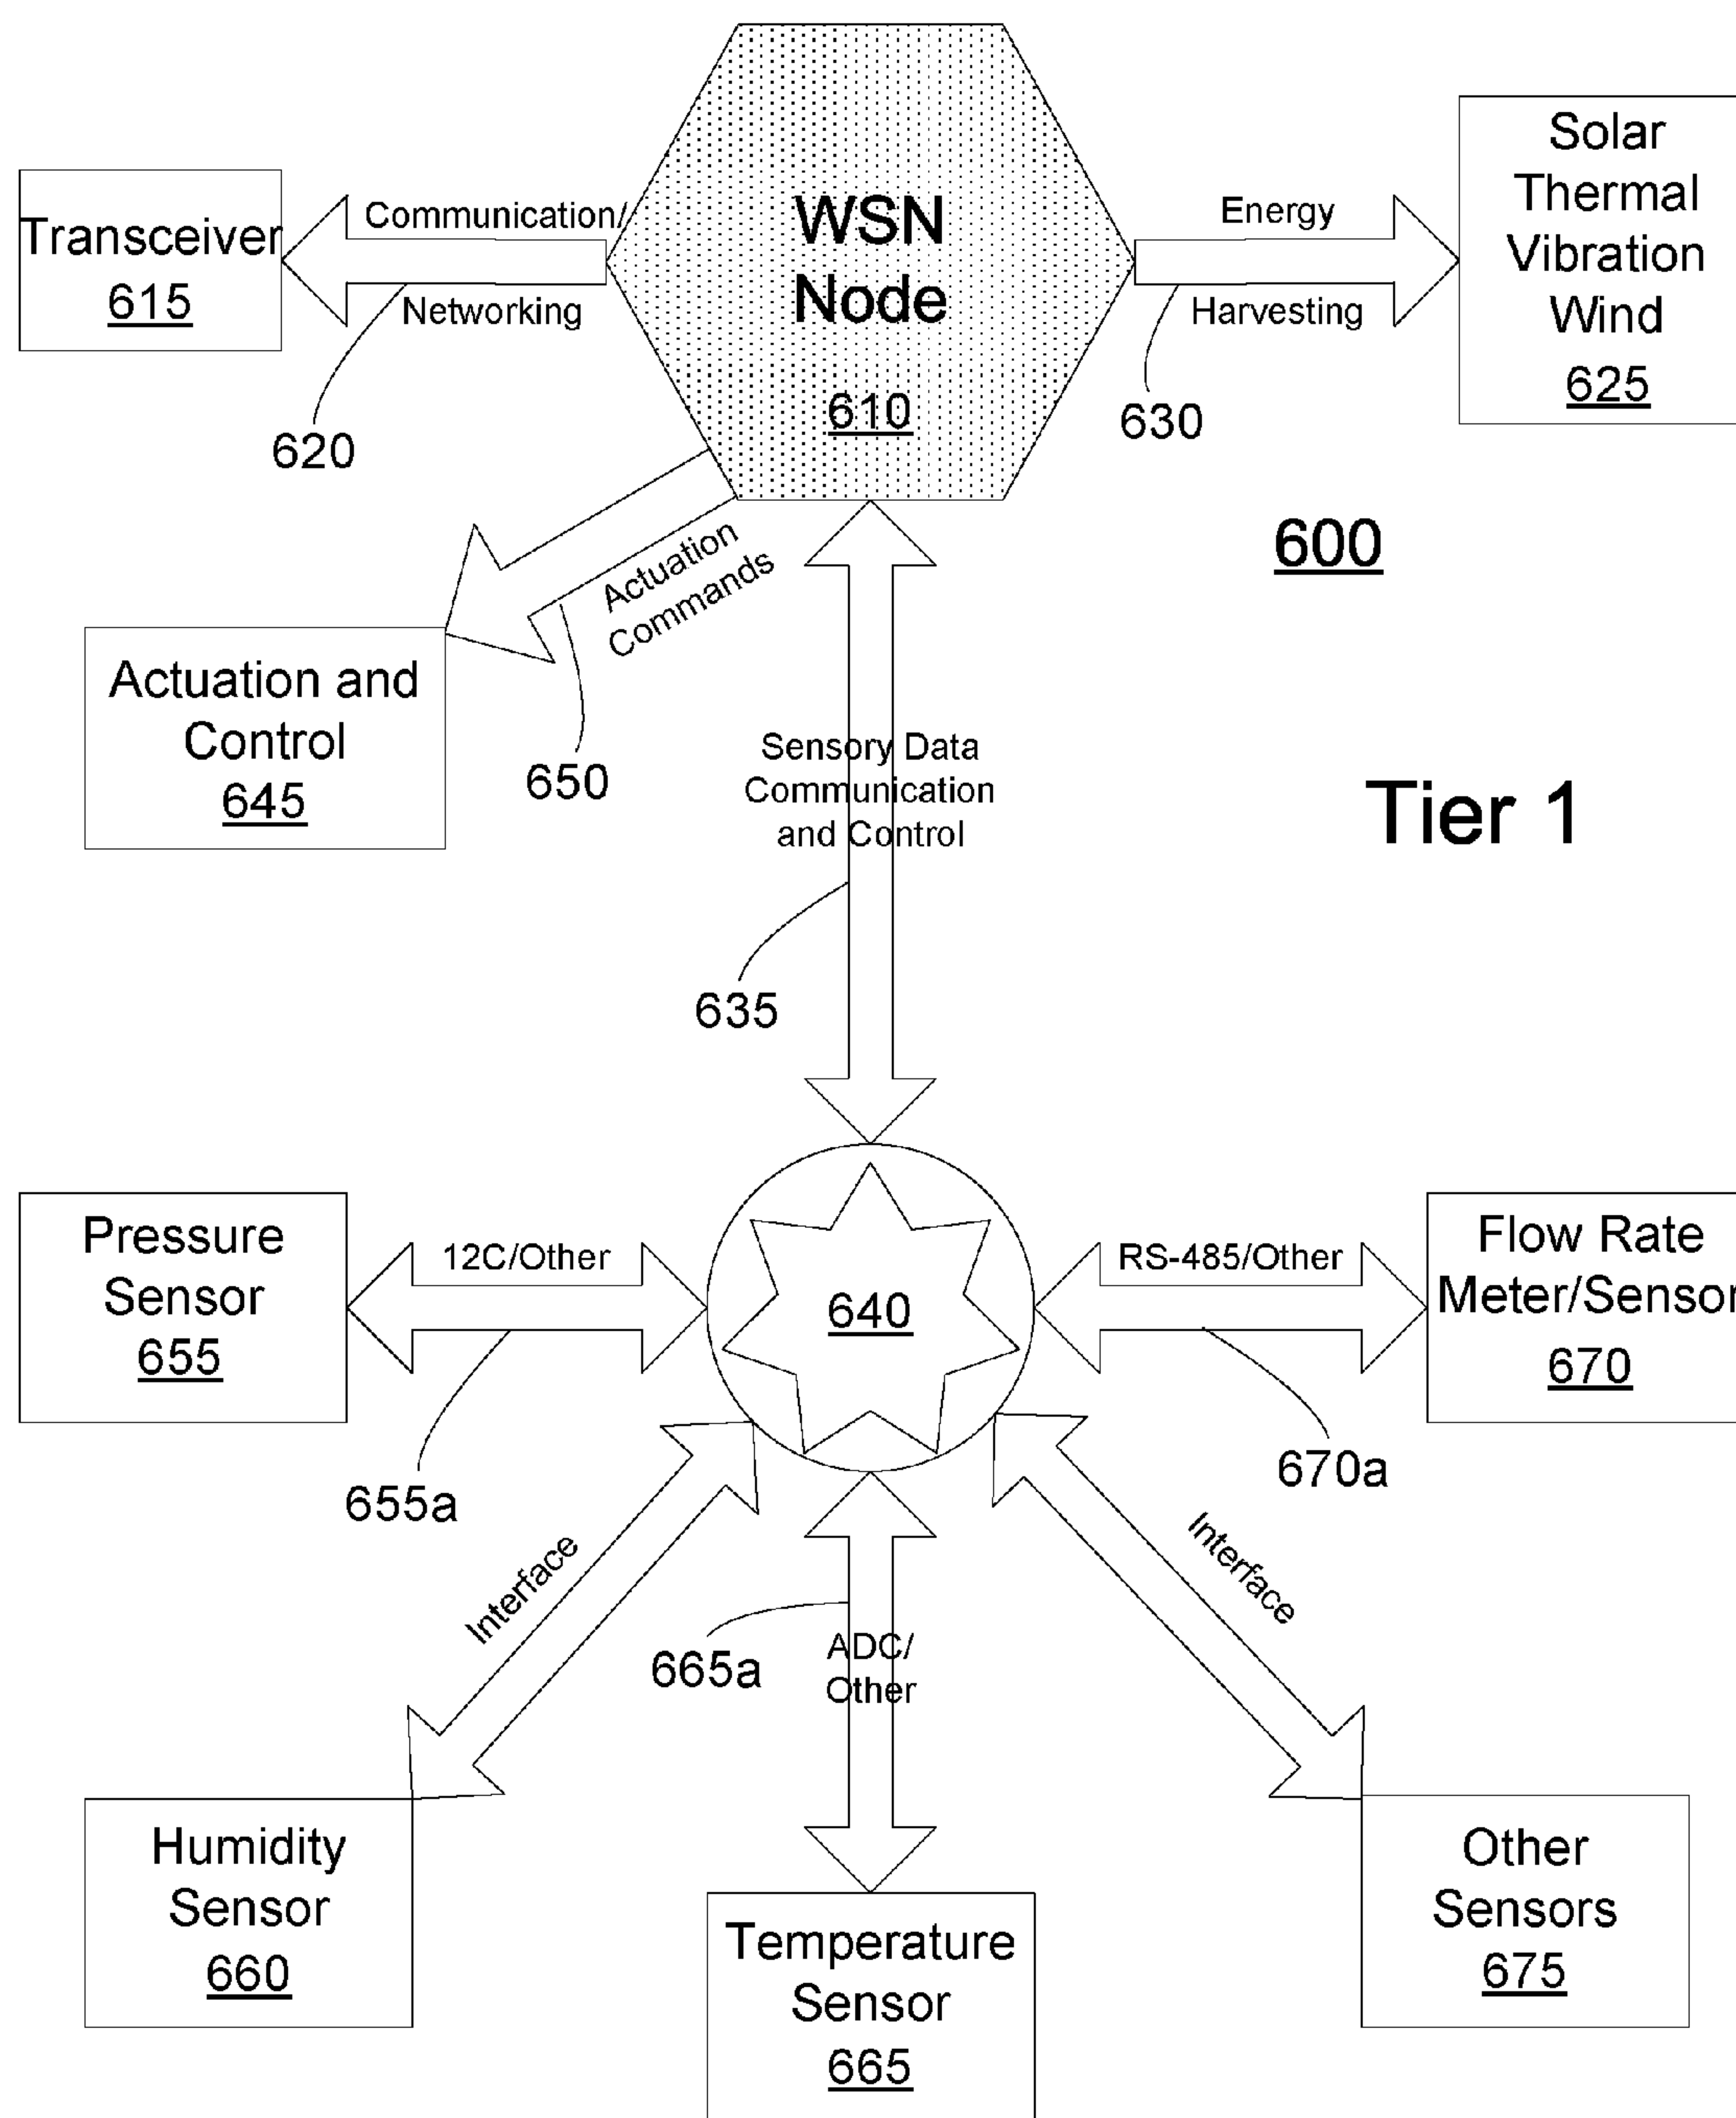 WSN
Node
610
Transceiver
615
Communication/
Networking
620
Energy
Harvesting
630
Solar
Thermal
Vibration
Wind
625
600
Actuation
Commands
650
Actuation and
Control
645
Sensory Data
Communication
and Control
635
Tier 1
Pressure
Sensor
655
12C/Other
655a
640
RS-485/Other
670a
Flow Rate
Meter/Sensor
670
Interface
665a
ADC/
Other
Interface
Humidity
Sensor
660
Temperature
Sensor
665
Other
Sensors
675